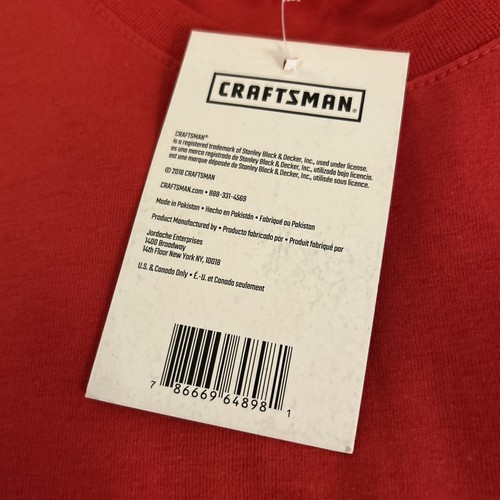 CRAFTSMAN®
CRAFTSMAN®
is a registered trademark of Stanley Black & Decker, Inc., used under license.
es una marca registrada de Stanley Black & Decker, Inc., utilizada bajo licencia.
est une marque déposée de Stanley Black & Decker, Inc., utilisée sous licence.
© 2018 CRAFTSMAN
CRAFTSMAN.com • 888-331-4569
Made in Pakistan • Hecho en Pakistán • Fabriqué au Pakistan
Product Manufactured by • Producto fabricado por • Produit fabriqué par
Jordache Enterprises
1400 Broadway
14th Floor New York NY, 10018
U.S. & Canada Only • É.-U. et Canada seulement
7 86669 64898 1